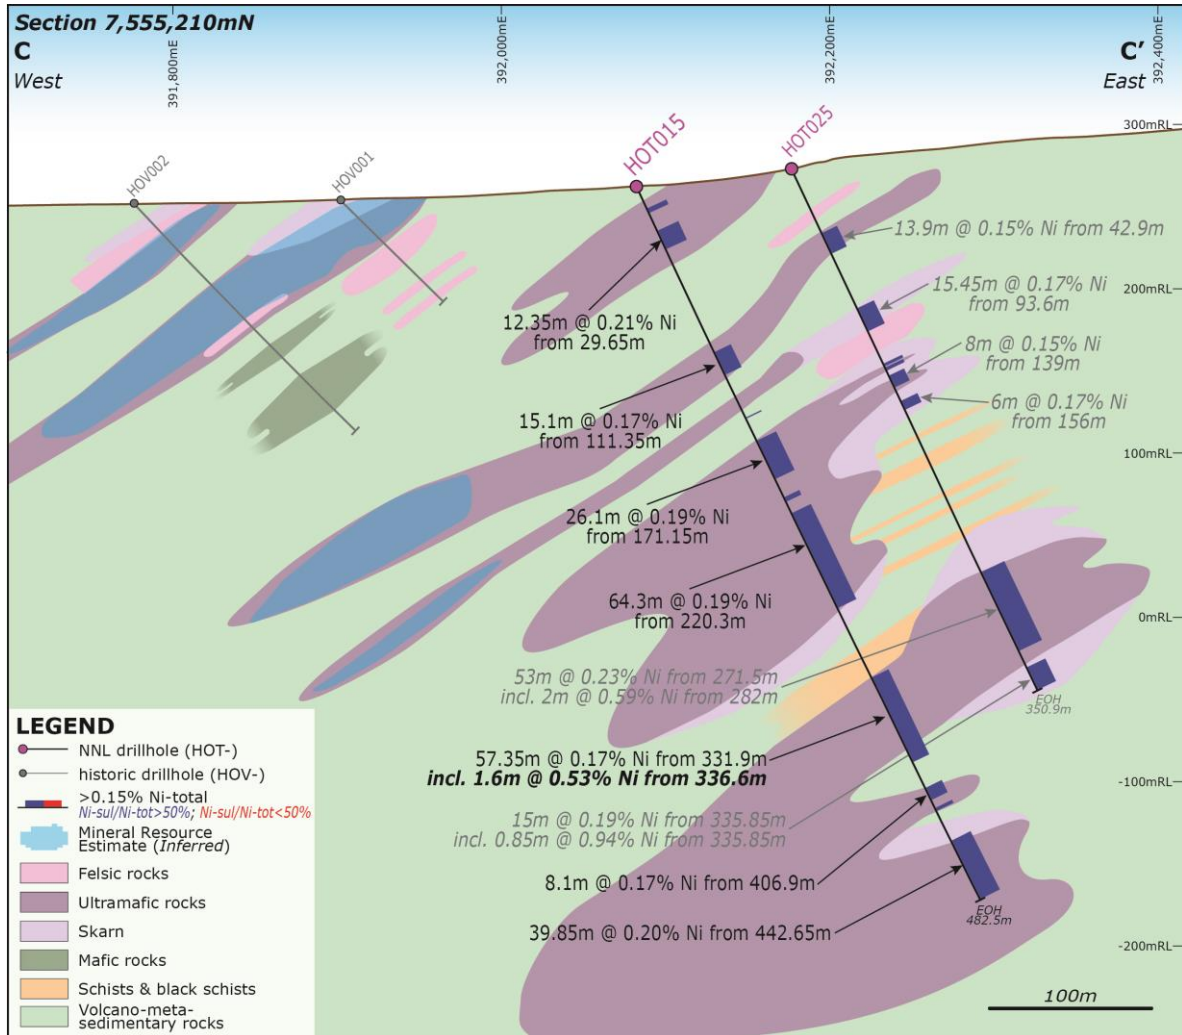 Section 7,555,210mN
C
West
C’
East
391,800mE
392,000mE
392,200mE
392,400mE
300mRL
200mRL
100mRL
0mRL
-100mRL
-200mRL
HOV002
HOV001
HOT015
HOT025
13.9m @ 0.15% Ni from 42.9m
15.45m @ 0.17% Ni
from 93.6m
8m @ 0.15% Ni
from 139m
6m @ 0.17% Ni
from 156m
12.35m @ 0.21% Ni
from 29.65m
15.1m @ 0.17% Ni
from 111.35m
26.1m @ 0.19% Ni
from 171.15m
64.3m @ 0.19% Ni
from 220.3m
53m @ 0.23% Ni from 271.5m
incl. 2m @ 0.59% Ni from 282m
EOH
350.9m
57.35m @ 0.17% Ni from 331.9m
incl. 1.6m @ 0.53% Ni from 336.6m
15m @ 0.19% Ni from 335.85m
incl. 0.85m @ 0.94% Ni from 335.85m
8.1m @ 0.17% Ni from 406.9m
39.85m @ 0.20% Ni from 442.65m
EOH
482.5m
LEGEND
NNL drillhole (HOT-)
historic drillhole (HOV-)
>0.15% Ni-total
Ni-sul/Ni-tot>50%; Ni-sul/Ni-tot<50%
Mineral Resource
Estimate (Inferred)
Felsic rocks
Ultramafic rocks
Skarn
Mafic rocks
Schists & black schists
Volcano-meta-
sedimentary rocks
100m